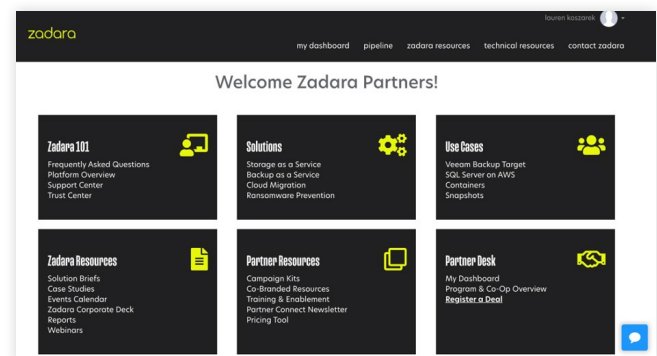 louren koszarek
zadara
my dashboard pipeline zadara resources technical resources contact zadara
Welcome Zadara Partners!
Zadara 101
Frequently Asked Questions
Platform Overview
Support Center
Trust Center
Solutions
Storage as a Service
Backup as a Service
Cloud Migration
Ransomware Prevention
Use Cases
Veeam Backup Target
SQL Server on AWS
Containers
Snapshots
Zadara Resources
Solution Briefs
Case Studies
Events Calendar
Zadara Corporate Deck
Reports
Webinars
Partner Resources
Campaign Kits
Co-Branded Resources
Training & Enablement
Partner Connect Newsletter
Pricing Tool
Partner Desk
My Dashboard
Program & Co-Op Overview
Register a Deal